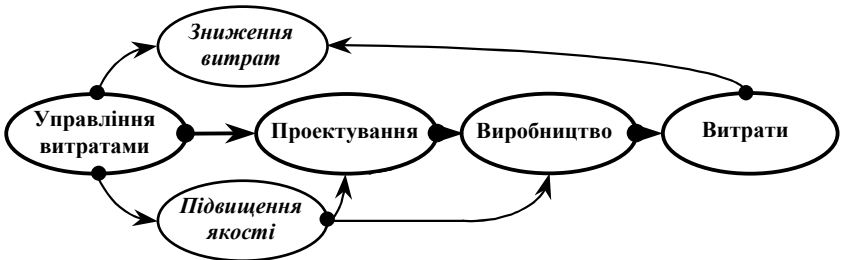 Зниження
витрат
Управління
витратами
Проектування
Виробництво
Витрати
Підвищення
якості